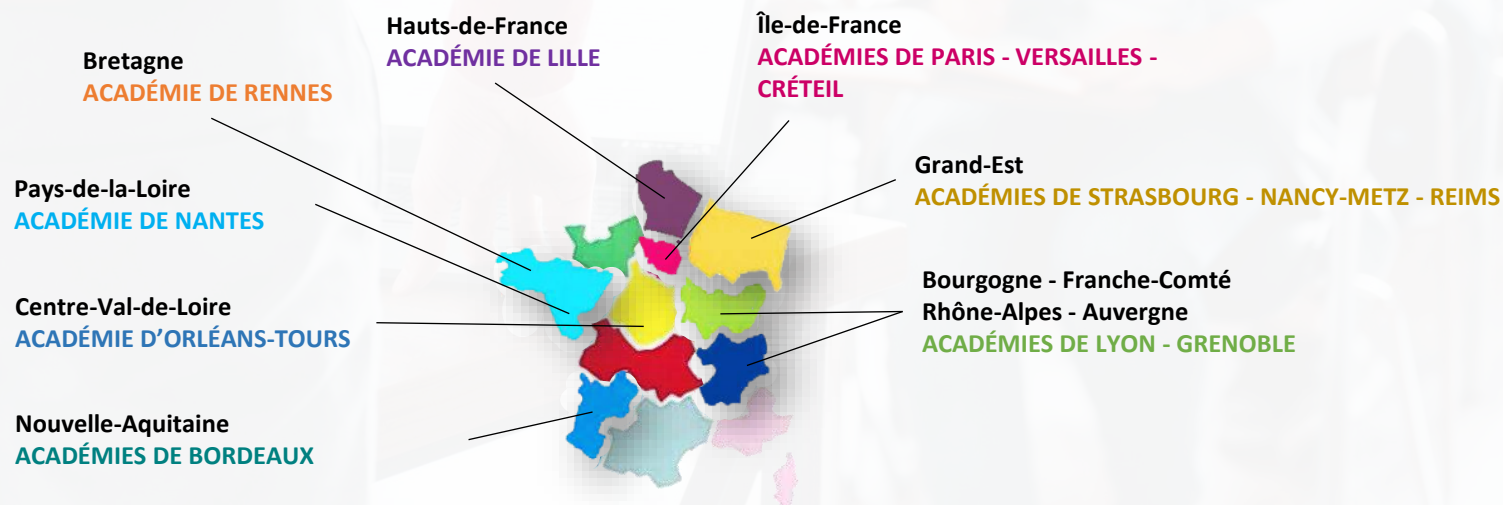 Hauts-de-France
ACADÉMIE DE LILLE
Île-de-France
ACADÉMIES DE PARIS - VERSAILLES -
CRÉTEIL
Bretagne
ACADÉMIE DE RENNES
Grand-Est
ACADÉMIES DE STRASBOURG - NANCY-METZ - REIMS
Pays-de-la-Loire
ACADÉMIE DE NANTES
Bourgogne - Franche-Comté
Rhône-Alpes - Auvergne
ACADÉMIES DE LYON - GRENOBLE
Centre-Val-de-Loire
ACADÉMIE D’ORLÉANS-TOURS
Nouvelle-Aquitaine
ACADÉMIES DE BORDEAUX